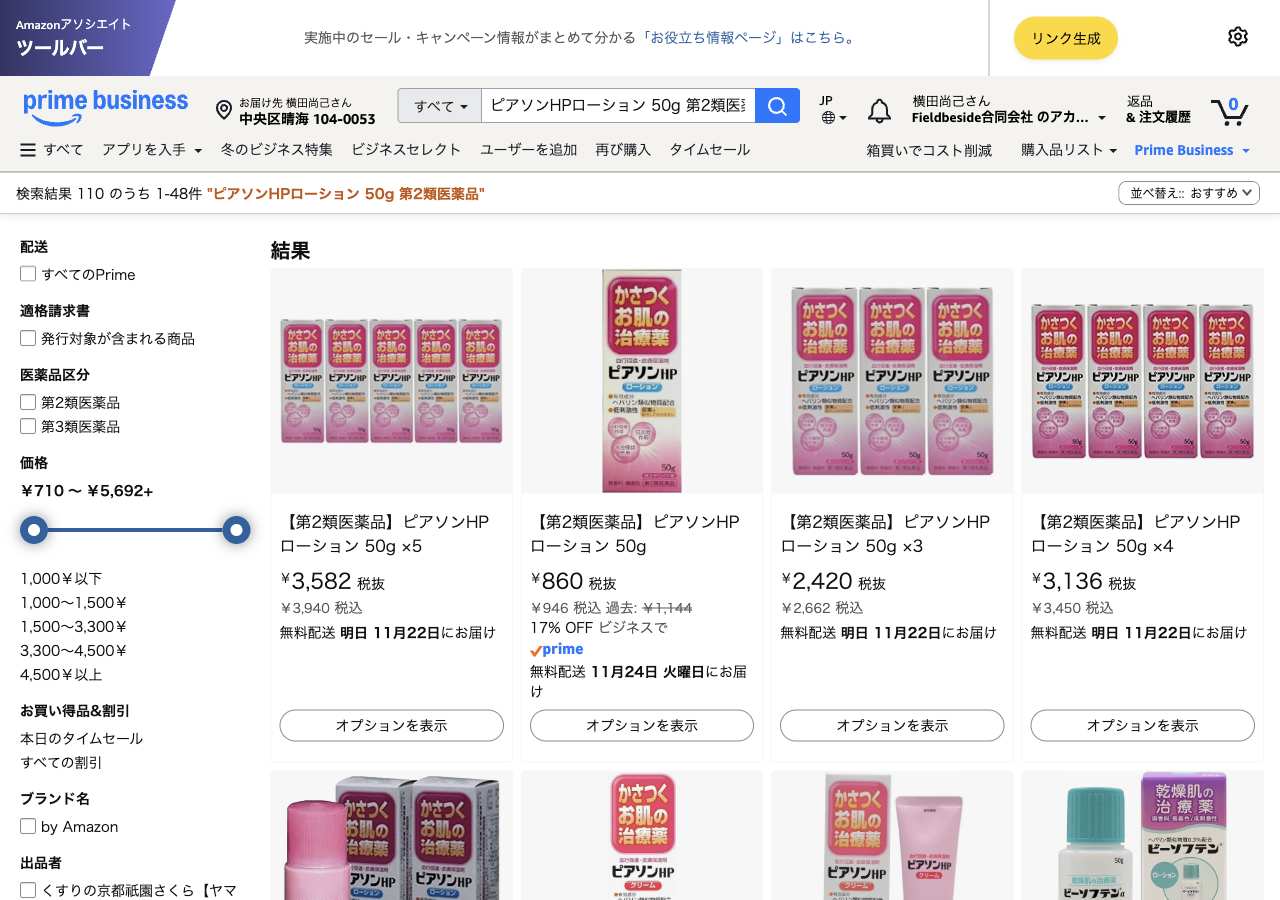 Amazonアソシエイト
ツールバー
実施中のセール・キャンペーン情報がまとめて分かる「お役立ち情報ページ」はこちら。
リンク生成
prime business
お届け先 横田尚己さん
中央区晴海 104-0053
すべて
ピアソンHPローション 50g 第2類医
JP
横田尚己さん
Fieldbeside合同会社 のアカ...
返品
& 注文履歴
0
すべて
アプリを入手
冬のビジネス特集
ビジネスセレクト
ユーザーを追加
再び購入
タイムセール
箱買いでコスト削減
購入品リスト
Prime Business
検索結果 110 のうち 1-48件 "ピアソンHPローション 50g 第2類医薬品"
並べ替え:: おすすめ
配送
すべてのPrime
適格請求書
発行対象が含まれる商品
医薬品区分
第2類医薬品
第3類医薬品
価格
¥710 〜 ¥5,692+
1,000¥以下
1,000〜1,500¥
1,500〜3,300¥
3,300〜4,500¥
4,500¥以上
お買い得品&割引
本日のタイムセール
すべての割引
ブランド名
by Amazon
出品者
くすりの京都祇園さくら【ヤマ
結果
かさつく
お肌の
治療薬
ピアソンHP
ローション
50g
【第2類医薬品】ピアソンHP
ローション 50g ×5
¥3,582 税抜
¥3,940 税込
無料配送 明日 11月22日にお届け
オプションを表示
【第2類医薬品】ピアソンHP
ローション 50g
¥860 税抜
¥946 税込 過去: ¥1,144
17% OFF ビジネスで
prime
無料配送 11月24日 火曜日にお届
け
オプションを表示
【第2類医薬品】ピアソンHP
ローション 50g ×3
¥2,420 税抜
¥2,662 税込
無料配送 明日 11月22日にお届け
オプションを表示
【第2類医薬品】ピアソンHP
ローション 50g ×4
¥3,136 税抜
¥3,450 税込
無料配送 明日 11月22日にお届け
オプションを表示
かさつく
お肌の
治療薬
ピアソンHP
ローション
かさつく
お肌の
治療薬
ピアソンHP
クリーム
かさつく
お肌の
治療薬
ピアソンHP
クリーム
ピアソンHP
クリーム
乾燥肌の
治療薬
ビーソフテン
ローション
50g
乾燥肌の治療薬
ビーソフテンα